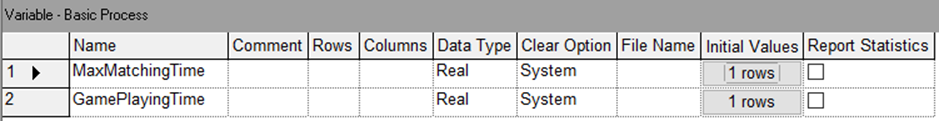 Variable - Basic Process
Name Comment Rows Columns Data Type Clear Option File Name Initial Values Report Statistics
1 MaxMatchingTime Real System 1 rows
2 GamePlayingTime Real System 1 rows